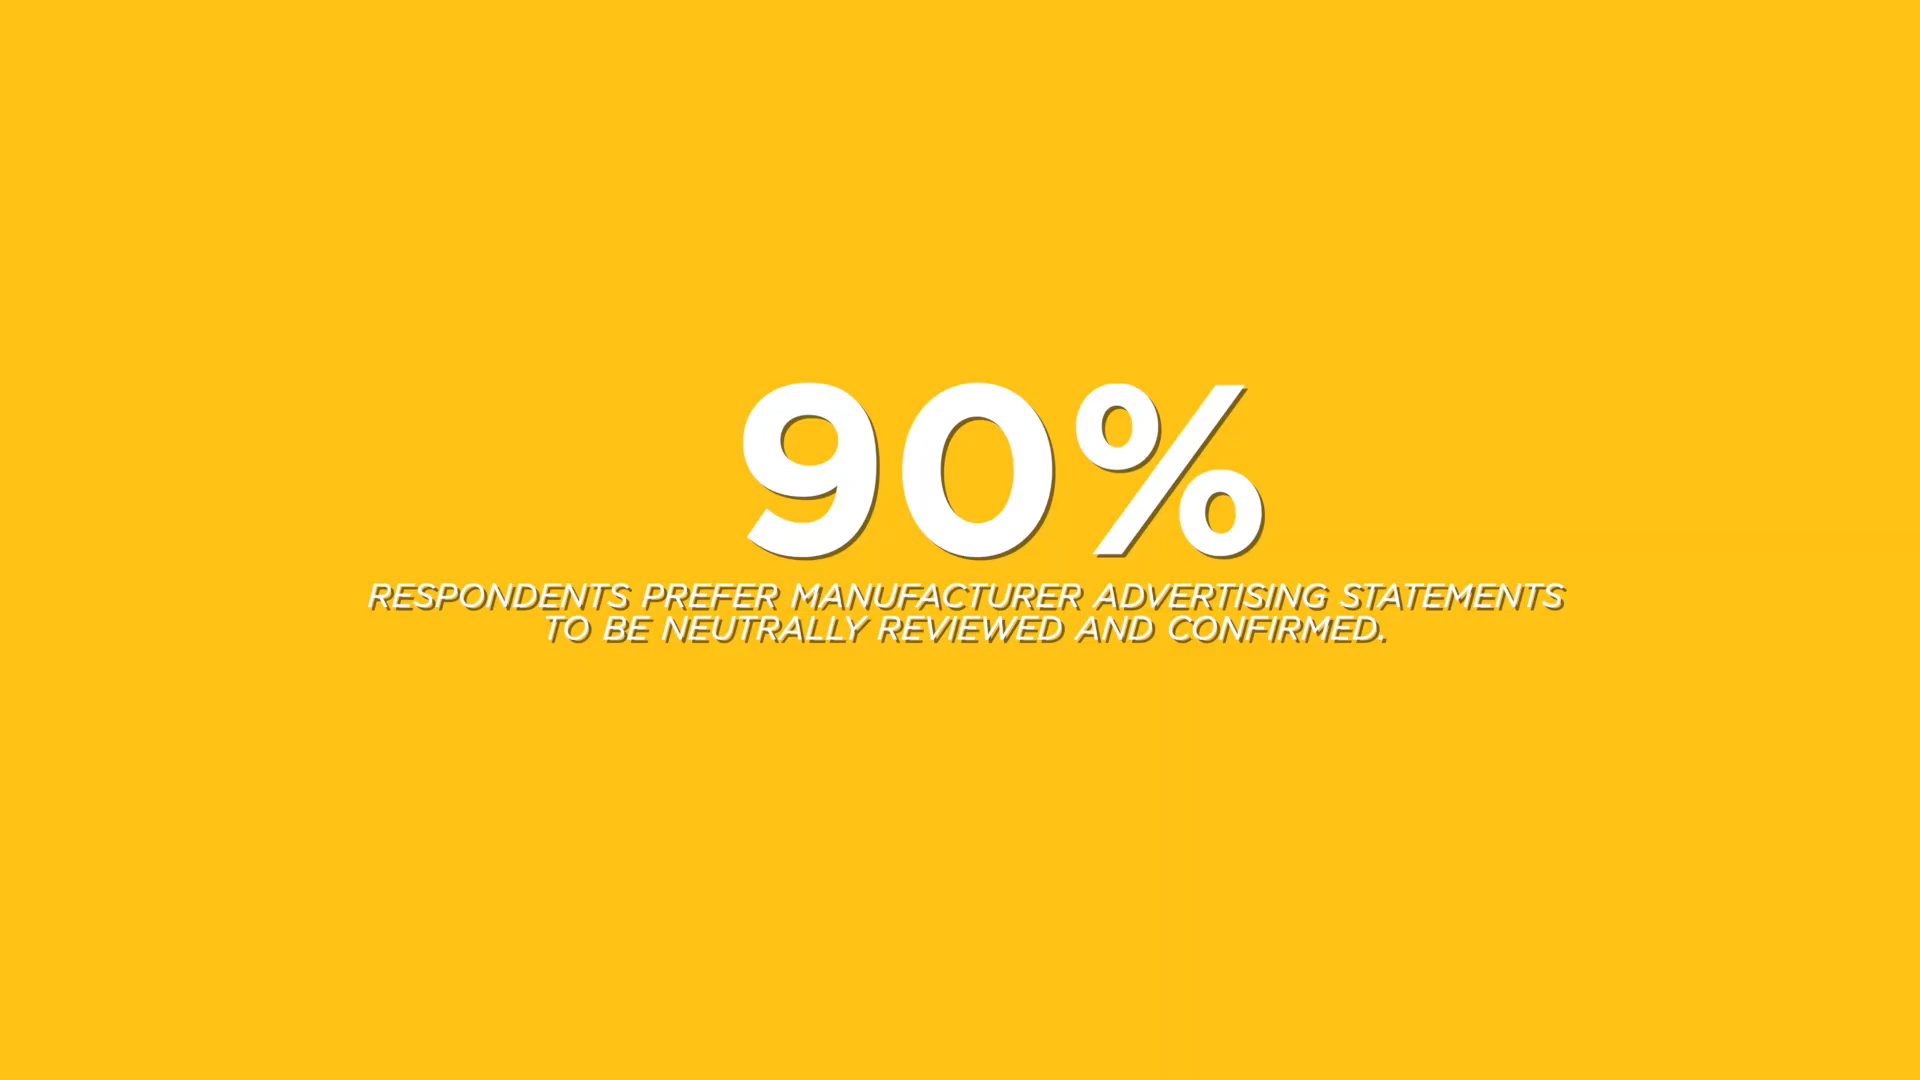 90%
RESPONDENTS PREFER MANUFACTURER ADVERTISING STATEMENTS
TO BE NEUTRALLY REVIEWED AND CONFIRMED.